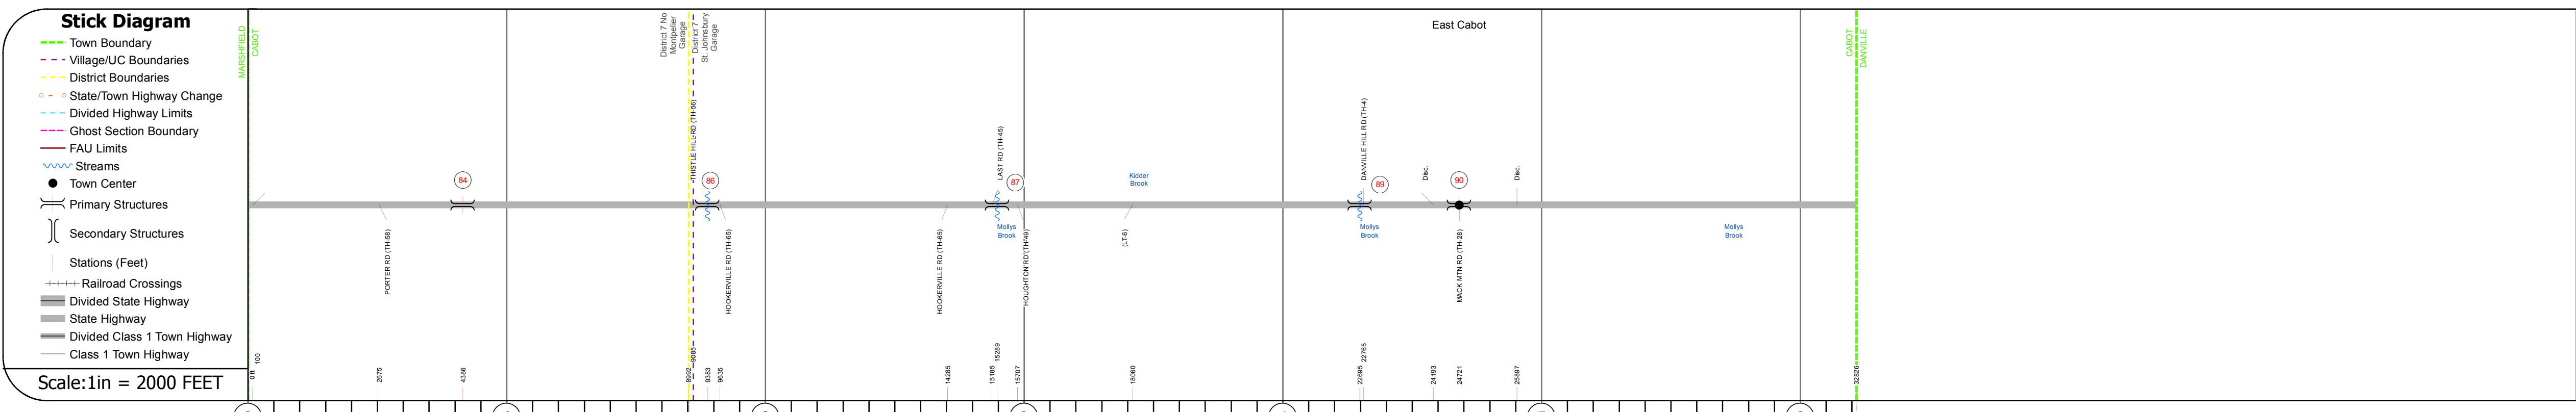 Stick Diagram
Town Boundary
Village/UC Boundaries
District Boundaries
State/Town Highway Change
Divided Highway Limits
Ghost Section Boundary
FAU Limits
Streams
Town Center
Primary Structures
Secondary Structures
Stations (Feet)
Railroad Crossings
Divided State Highway
State Highway
Divided Class 1 Town Highway
Class 1 Town Highway
Scale:1in = 2000 FEET
MARSHFIELD
CABOT
District 7 No
Montpelier
Garage
District 7
St. Johnsbury
Garage
East Cabot
CABOT
DANVILLE
THISTLE HILL RD (TH-56)
LAST RD (TH-45)
DANVILLE HILL RD (TH-4)
Disc.
Disc.
84
86
87
89
90
Kidder
Brook
Mollys
Brook
Mollys
Brook
Mollys
Brook
PORTER RD (TH-58)
HOOKERVILLE RD (TH-65)
HOOKERVILLE RD (TH-65)
HOUGHTON RD (TH-49)
(LT-6)
MACK MTN RD (TH-28)
0 ft
100
2675
4386
8992
9085
9383
9635
14285
15185
15289
15707
18060
22695
22765
24193
24721
25897
32826